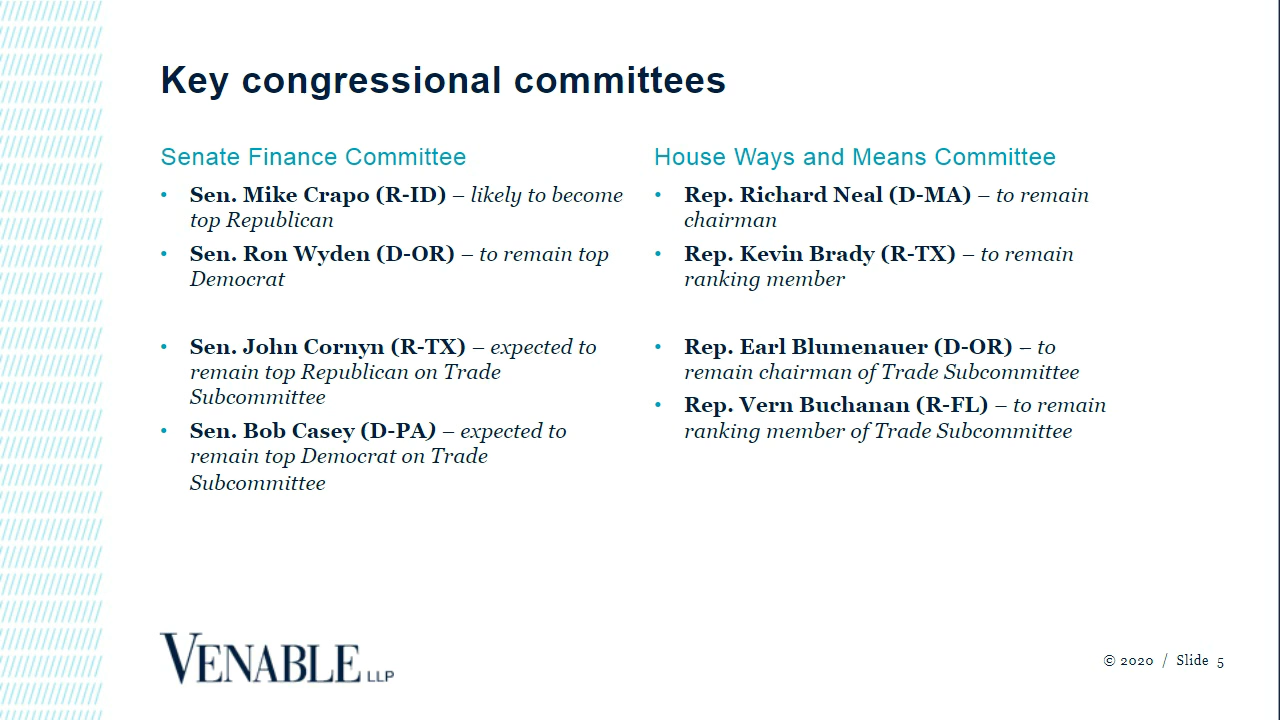 Key congressional committees
Senate Finance Committee
• Sen. Mike Crapo (R-ID) – likely to become
top Republican
• Sen. Ron Wyden (D-OR) – to remain top
Democrat
• Sen. John Cornyn (R-TX) – expected to
remain top Republican on Trade
Subcommittee
• Sen. Bob Casey (D-PA) – expected to
remain top Democrat on Trade
Subcommittee
House Ways and Means Committee
• Rep. Richard Neal (D-MA) – to remain
chairman
• Rep. Kevin Brady (R-TX) – to remain
ranking member
• Rep. Earl Blumenauer (D-OR) – to
remain chairman of Trade Subcommittee
• Rep. Vern Buchanan (R-FL) – to remain
ranking member of Trade Subcommittee
VENABLE LLP
© 2020 / Slide 5